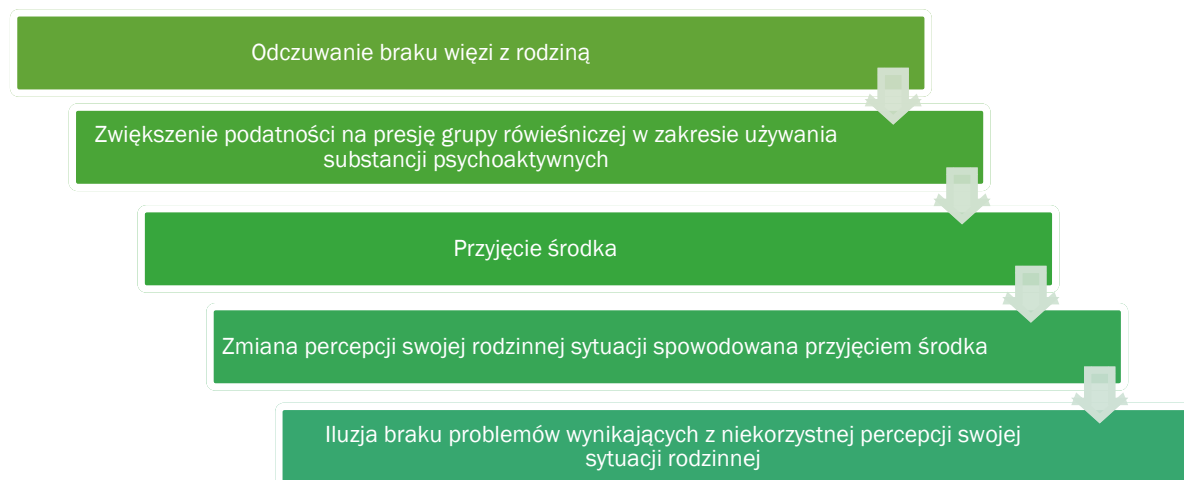 Odczuwanie braku więzi z rodziną
Zwiększenie podatności na presję grupy rówieśniczej w zakresie używania
substancji psychoaktywnych
Przyjęcie środka
Zmiana percepcji swojej rodzinnej sytuacji spowodowana przyjęciem środka
Iluzja braku problemów wynikających z niekorzystnej percepcji swojej
sytuacji rodzinnej